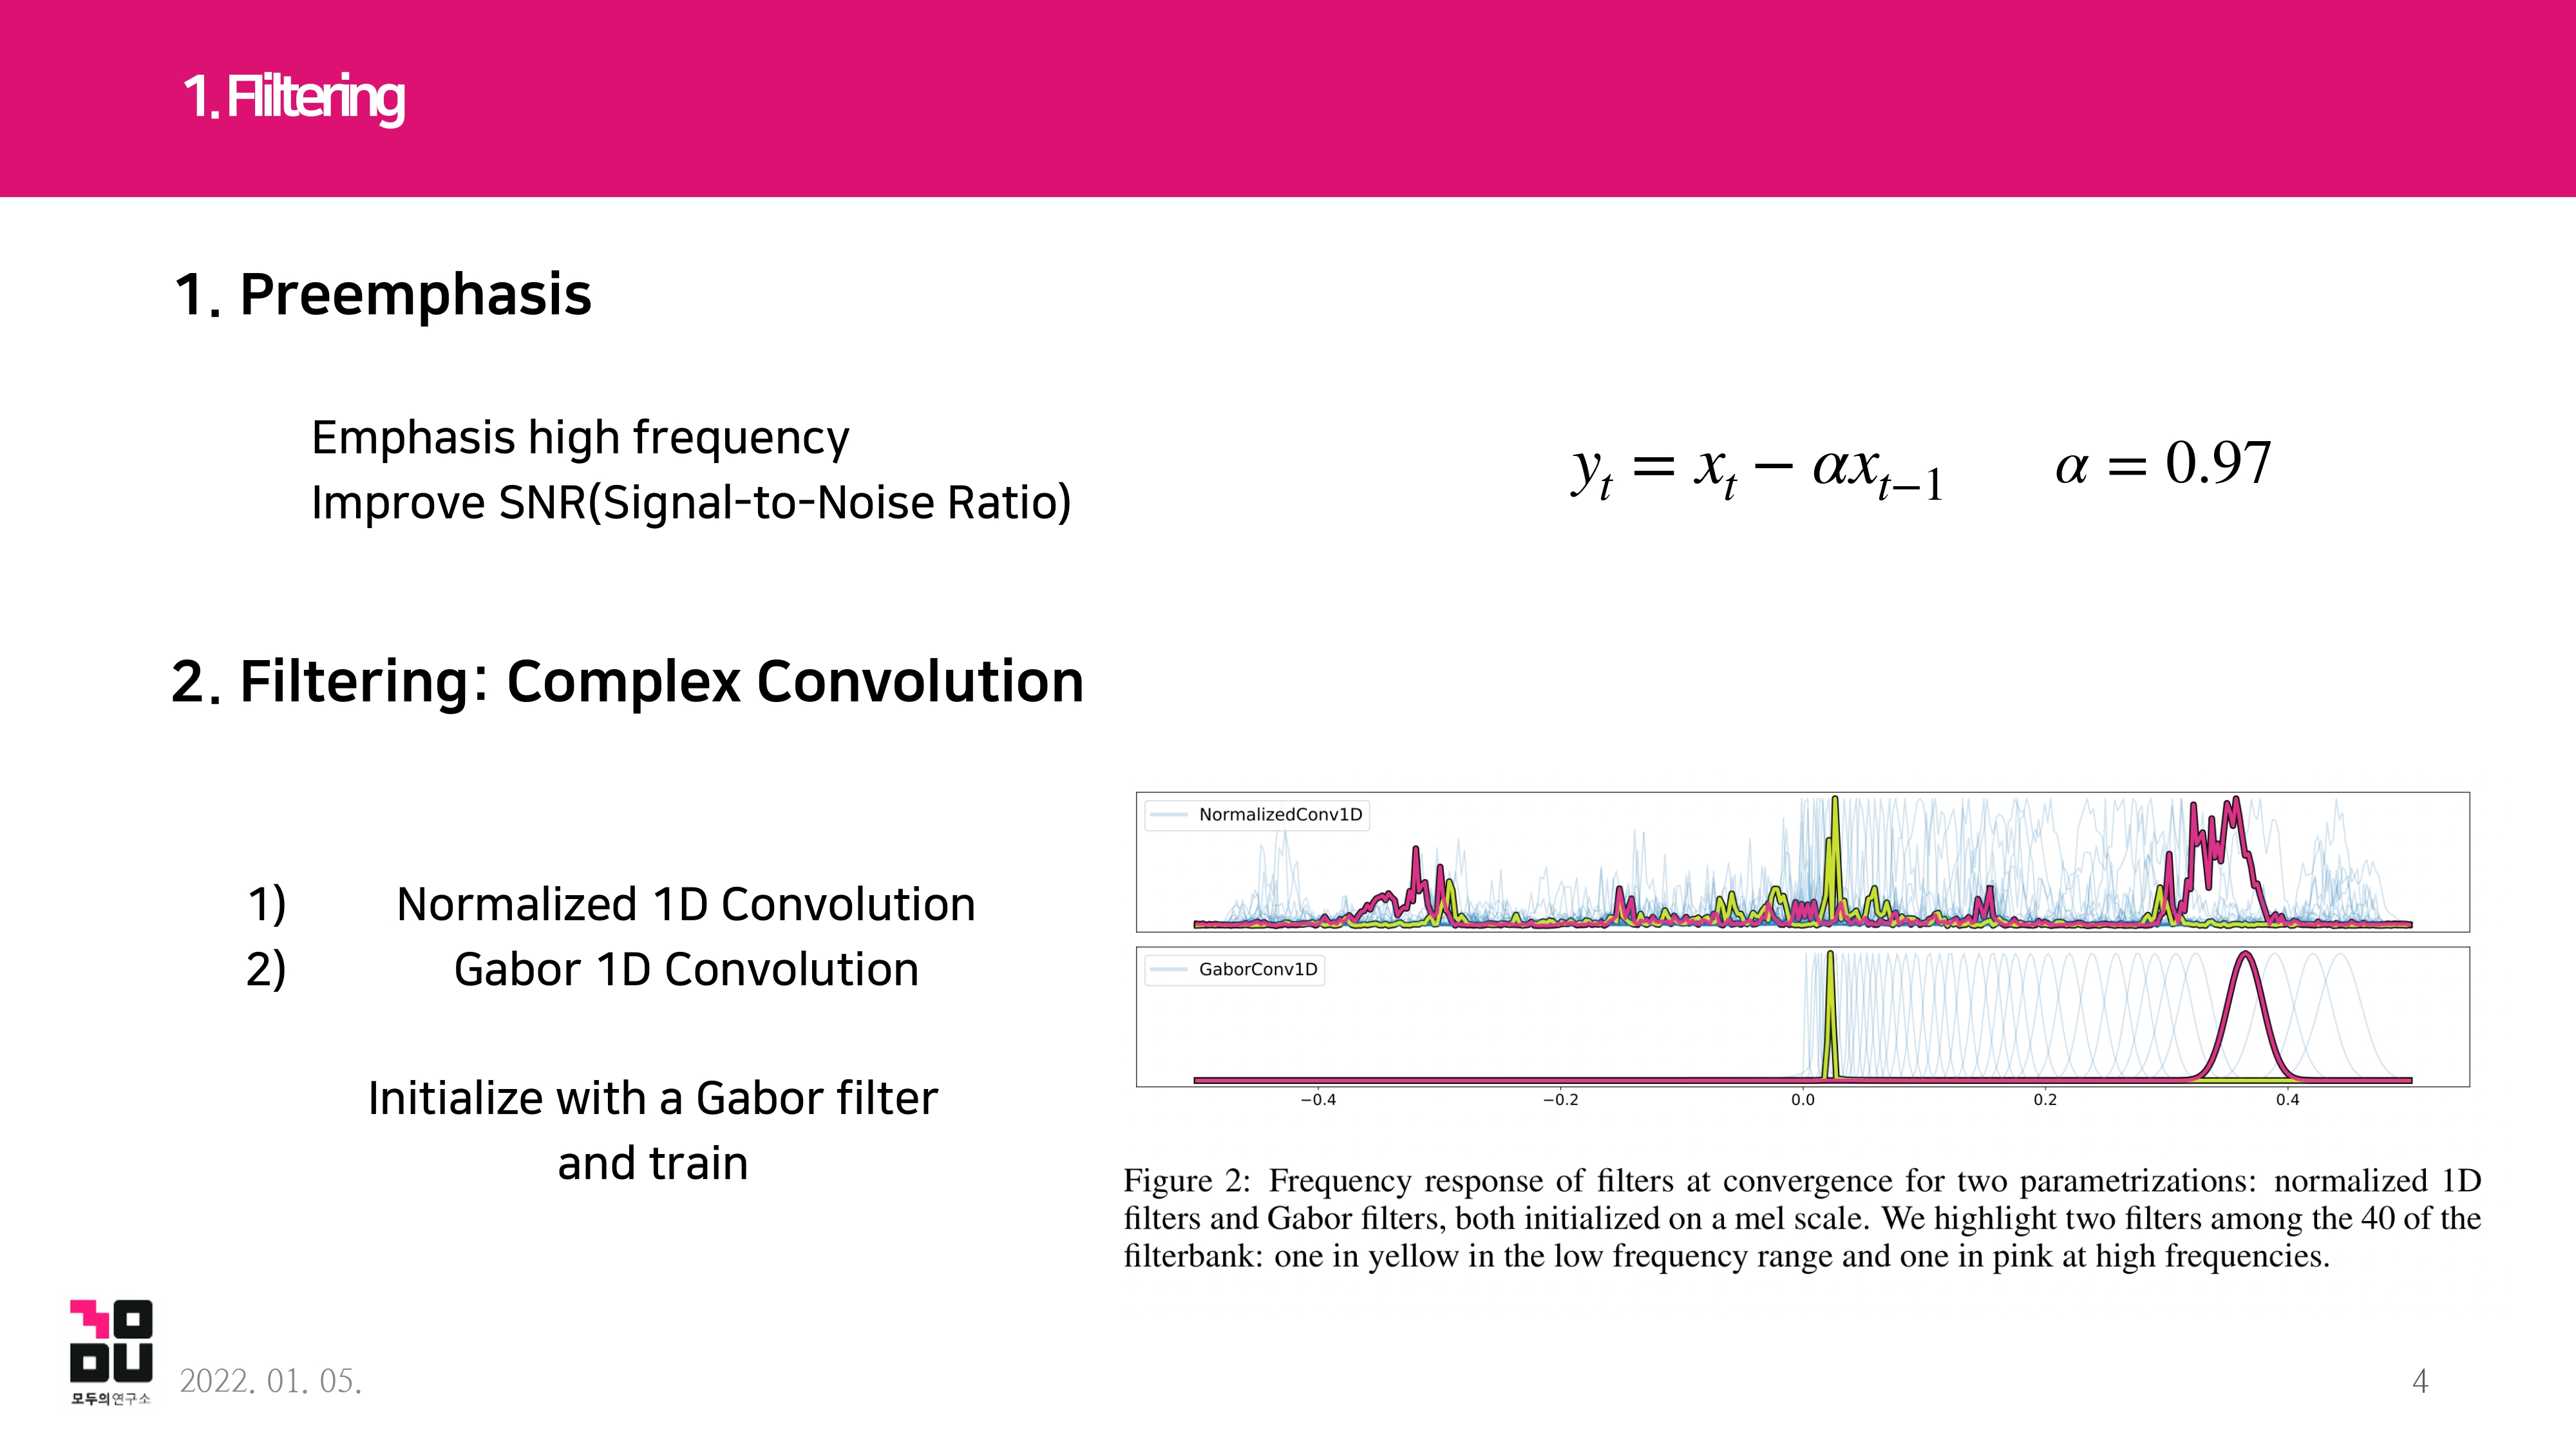 1. Fliltering
1. Preemphasis
Emphasis high frequency
Improve SNR(Signal-to-Noise Ratio)
y_t = x_t − αx_{t−1}    α = 0.97
2. Filtering: Complex Convolution
1) Normalized 1D Convolution
2) Gabor 1D Convolution
Initialize with a Gabor filter
and train
NormalizedConv1D
GaborConv1D
−0.4 −0.2 0.0 0.2 0.4
Figure 2: Frequency response of filters at convergence for two parametrizations: normalized 1D
filters and Gabor filters, both initialized on a mel scale. We highlight two filters among the 40 of the
filterbank: one in yellow in the low frequency range and one in pink at high frequencies.
모두의연구소
2022. 01. 05.
4